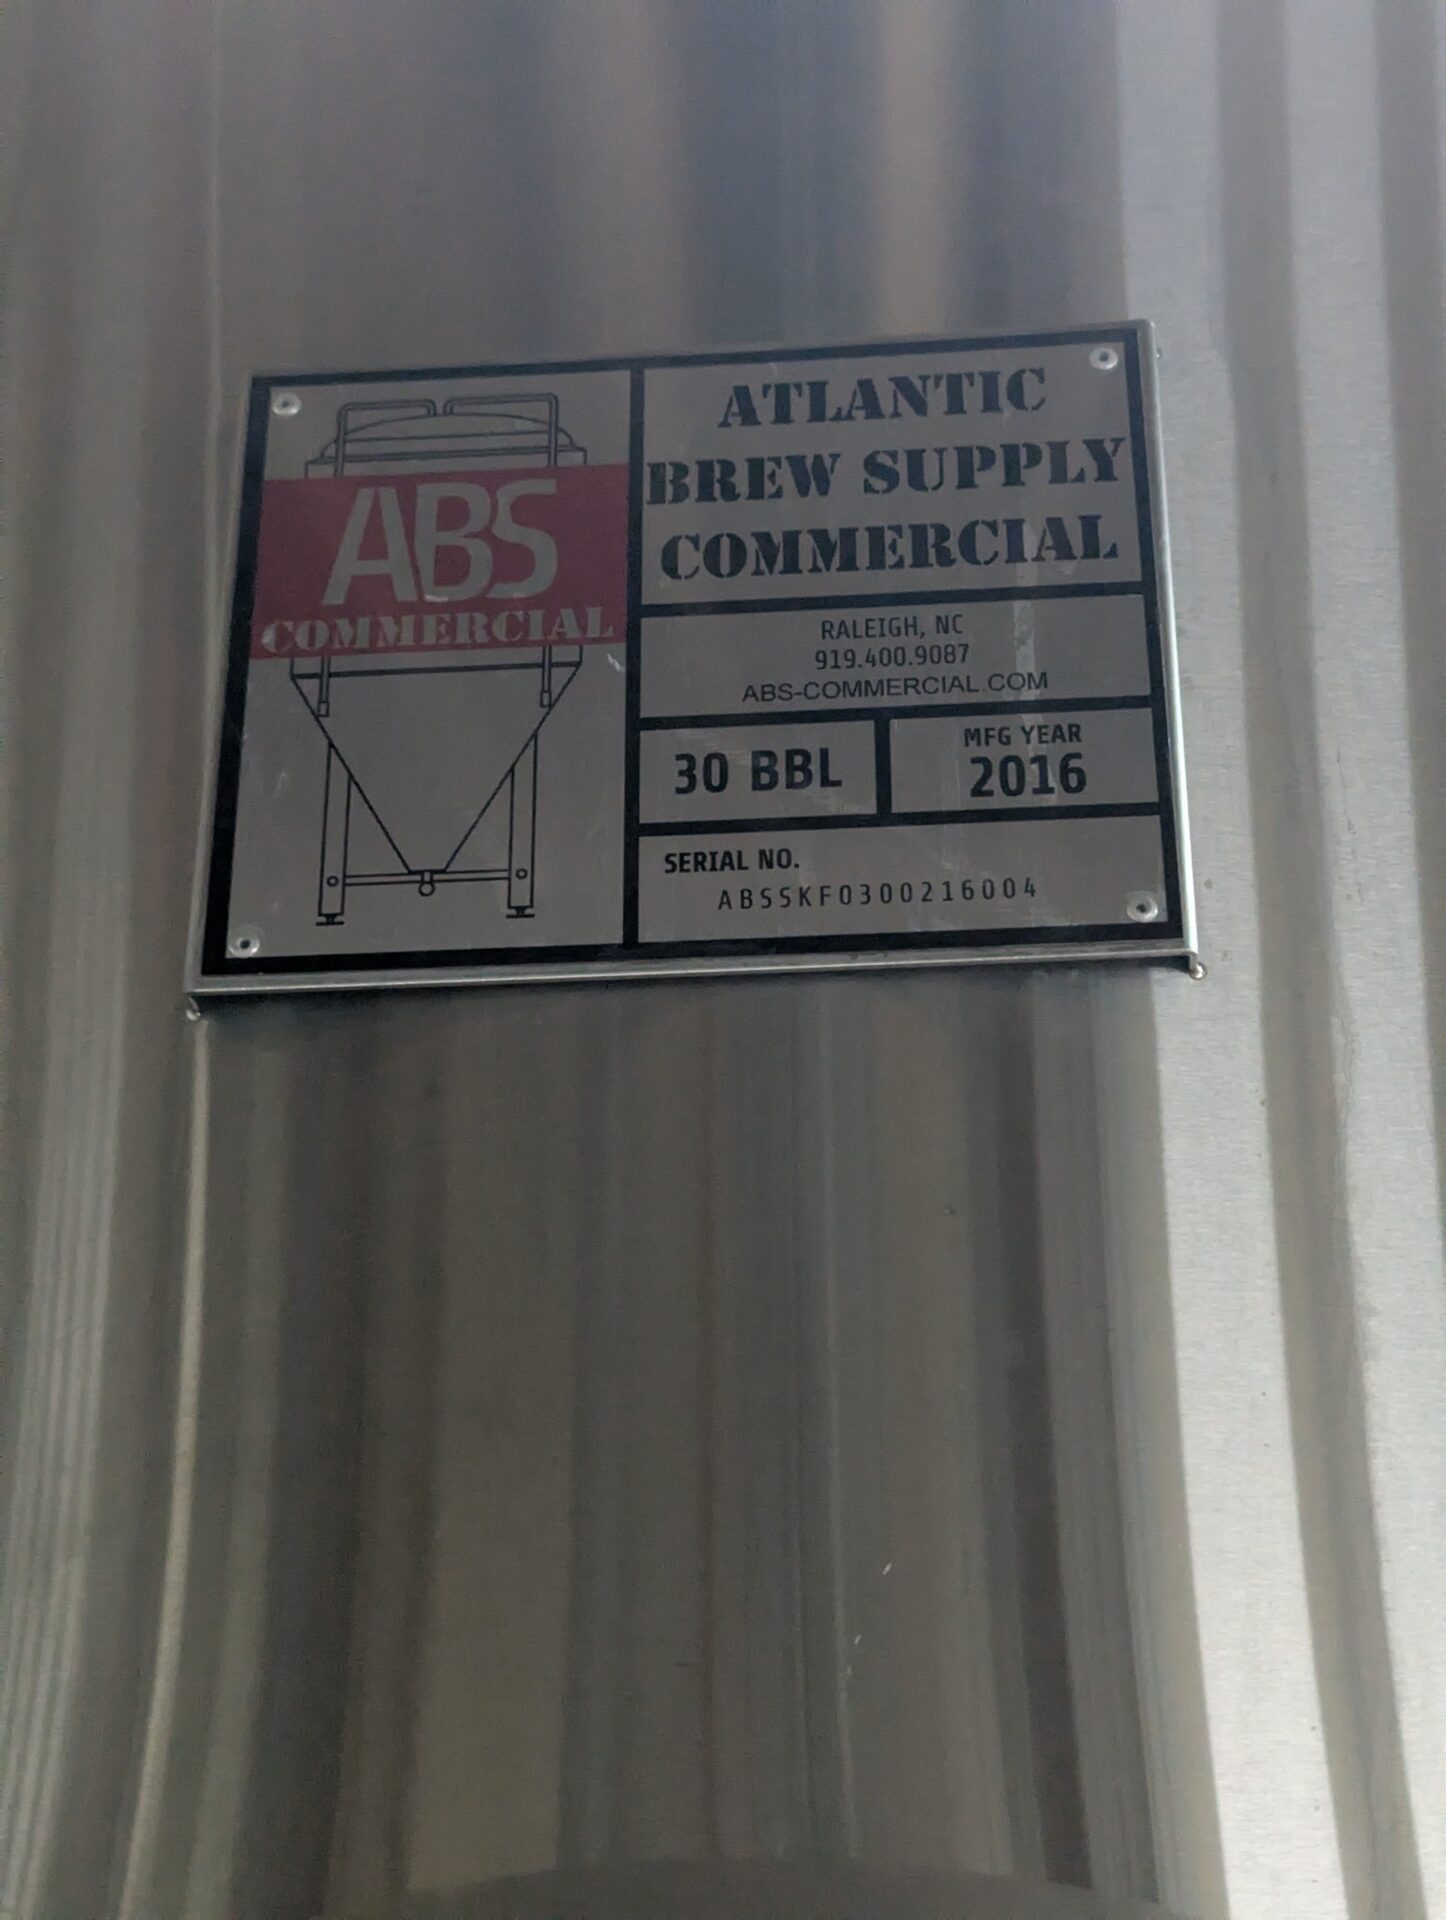 ABS
COMMERCIAL
ATLANTIC
BREW SUPPLY
COMMERCIAL
RALEIGH, NC
919.400.9087
ABS-COMMERCIAL.COM
30 BBL
MFG YEAR
2016
SERIAL NO.
ABSSKF0300216004